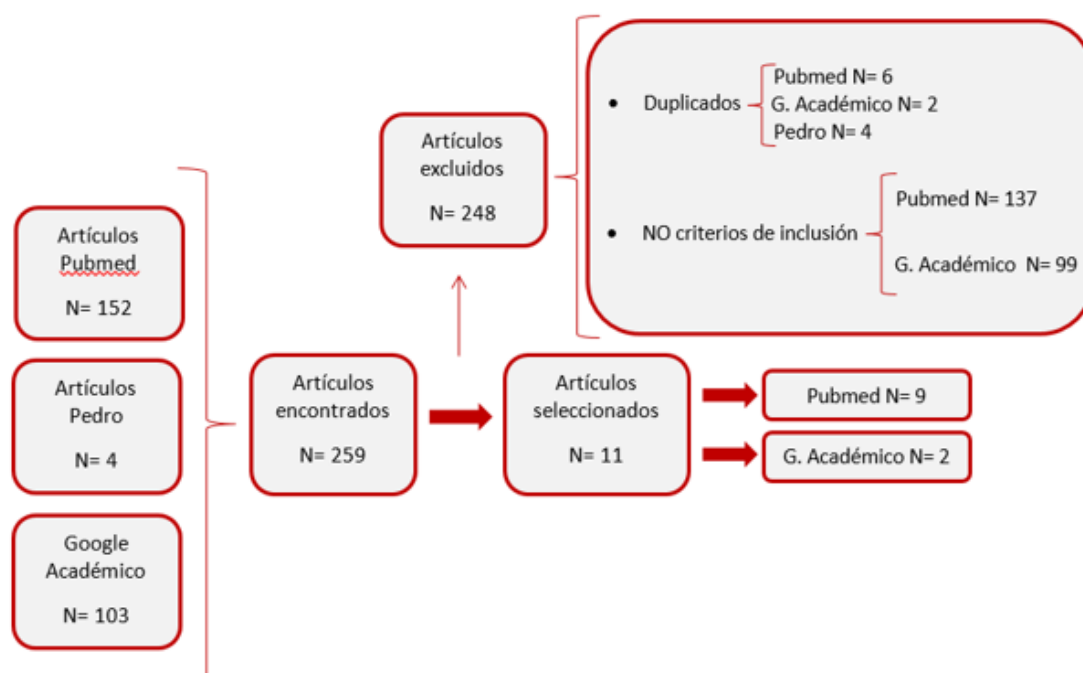 Artículos
Pubmed
N= 152
Artículos
Pedro
N= 4
Google
Académico
N= 103
Artículos
encontrados
N= 259
Artículos
excluidos
N= 248
• Duplicados
Pubmed N= 6
G. Académico N= 2
Pedro N= 4
• NO criterios de inclusión
Pubmed N= 137
G. Académico N= 99
Artículos
seleccionados
N= 11
Pubmed N= 9
G. Académico N= 2